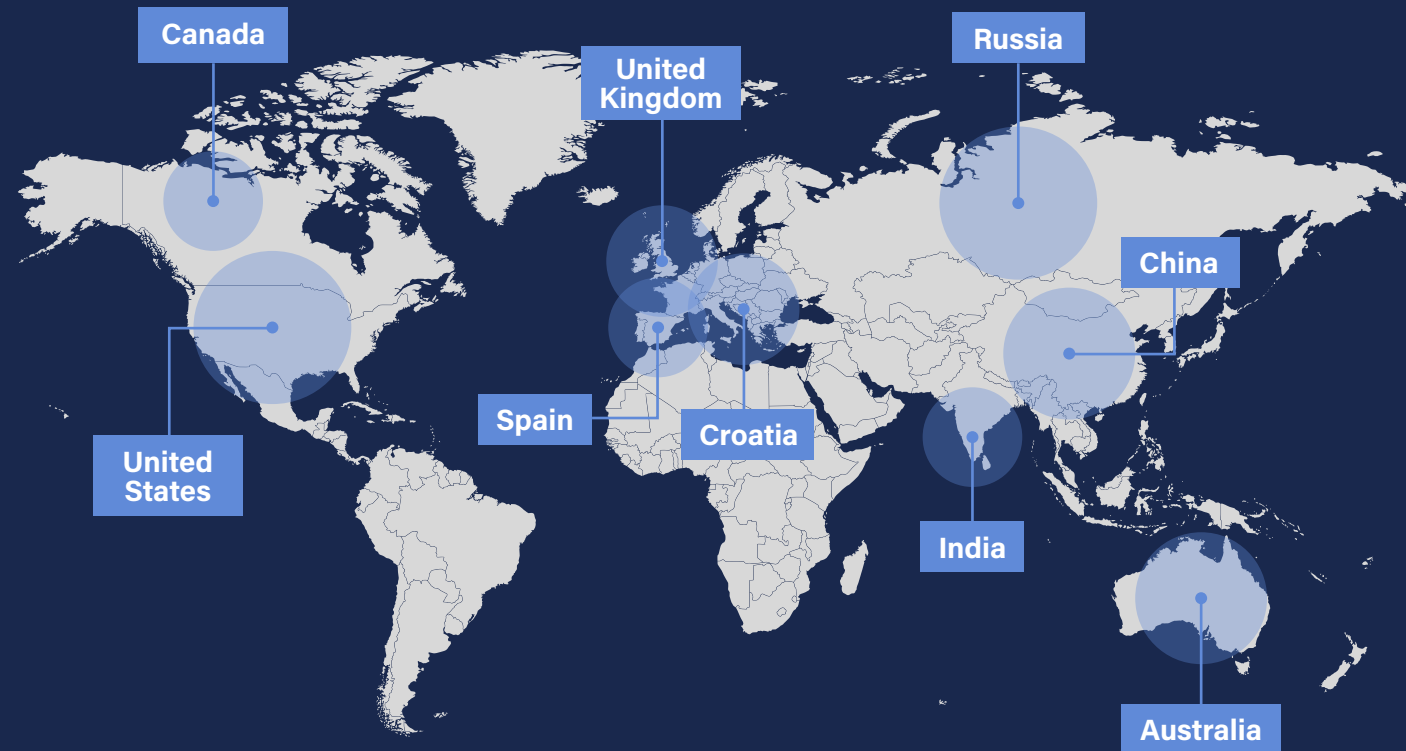 Canada
Russia
United
Kingdom
China
Spain
Croatia
United
States
India
Australia